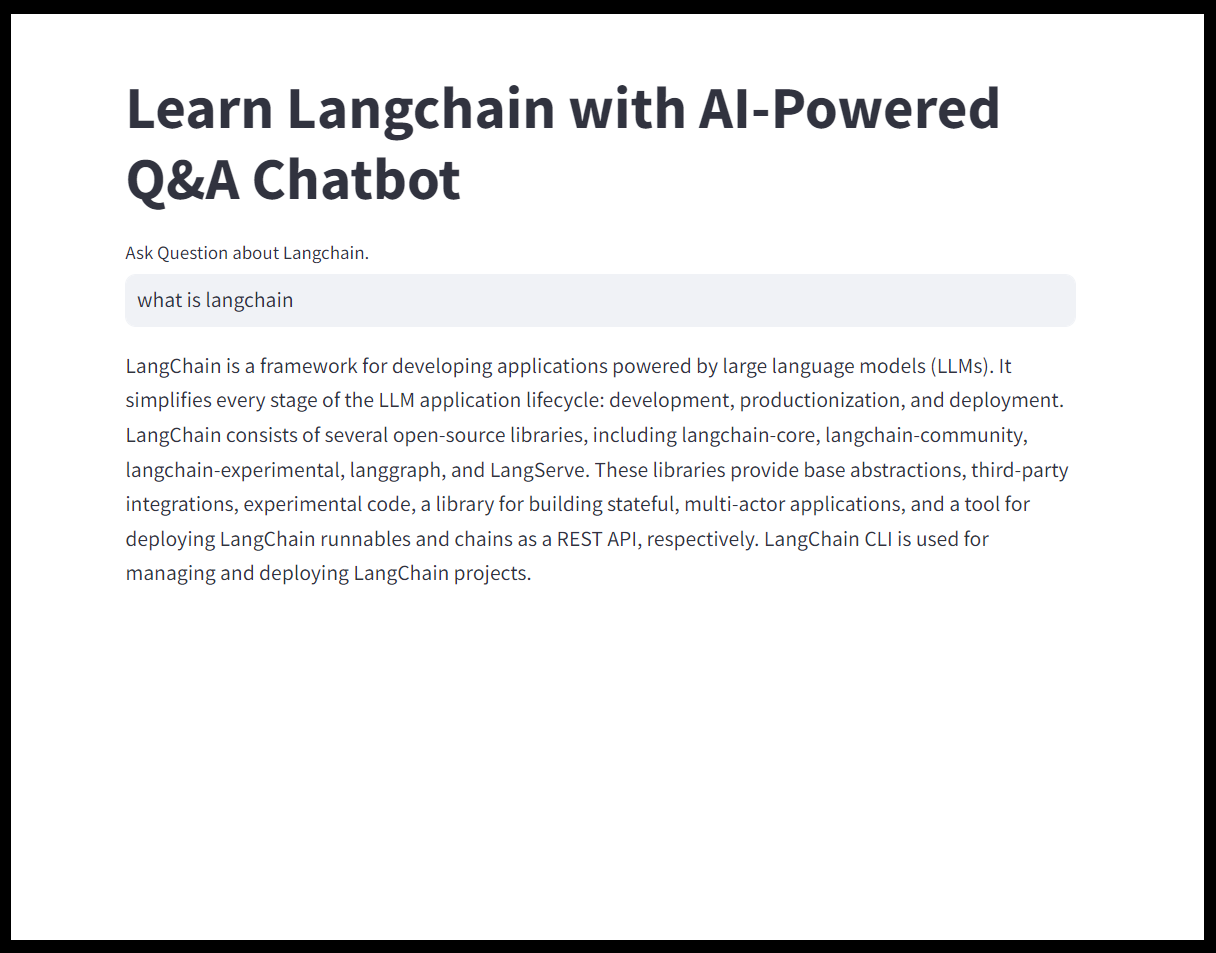 Learn Langchain with AI-Powered
Q&A Chatbot
Ask Question about Langchain.
what is langchain
LangChain is a framework for developing applications powered by large language models (LLMs). It
simplifies every stage of the LLM application lifecycle: development, productionization, and deployment.
LangChain consists of several open-source libraries, including langchain-core, langchain-community,
langchain-experimental, langgraph, and LangServe. These libraries provide base abstractions, third-party
integrations, experimental code, a library for building stateful, multi-actor applications, and a tool for
deploying LangChain runnables and chains as a REST API, respectively. LangChain CLI is used for
managing and deploying LangChain projects.